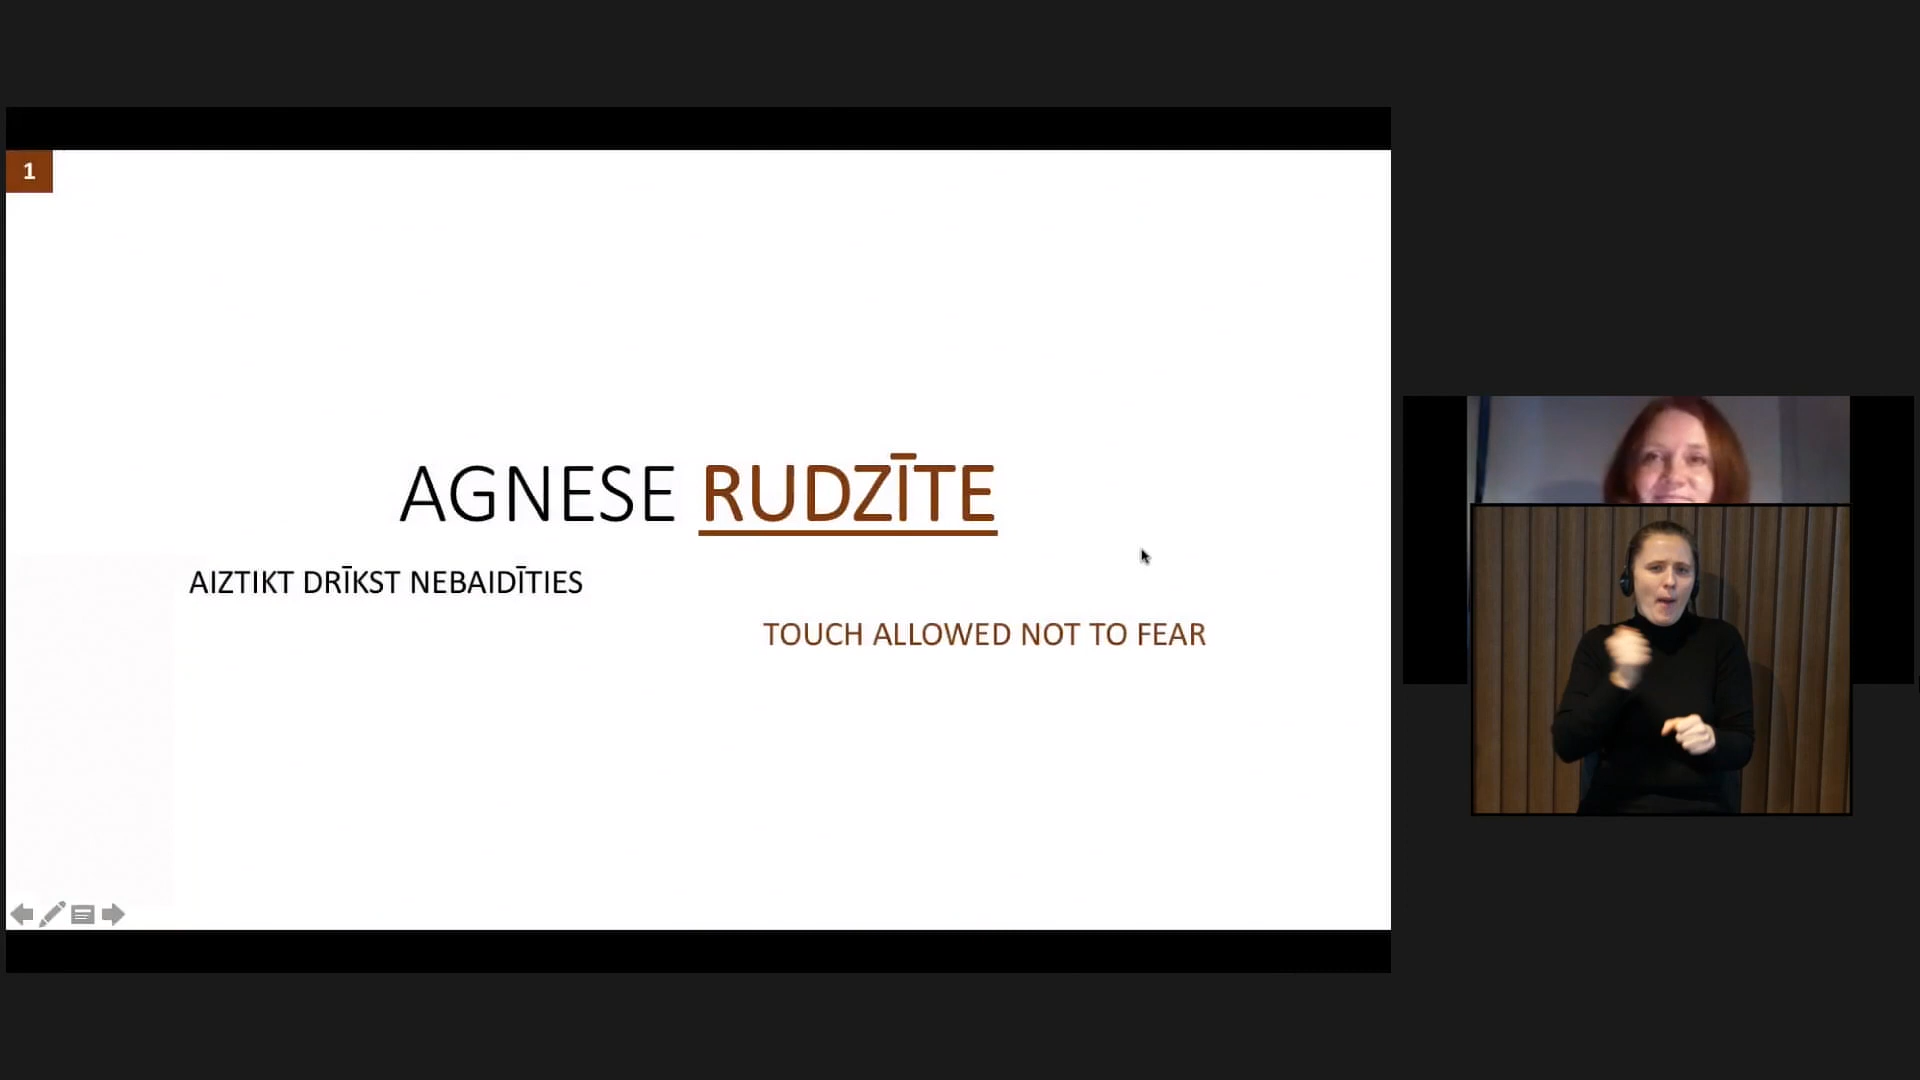 1
AGNESE RUDZĪTE
AIZTIKT DRĪKST NEBAIDĪTIES
TOUCH ALLOWED NOT TO FEAR